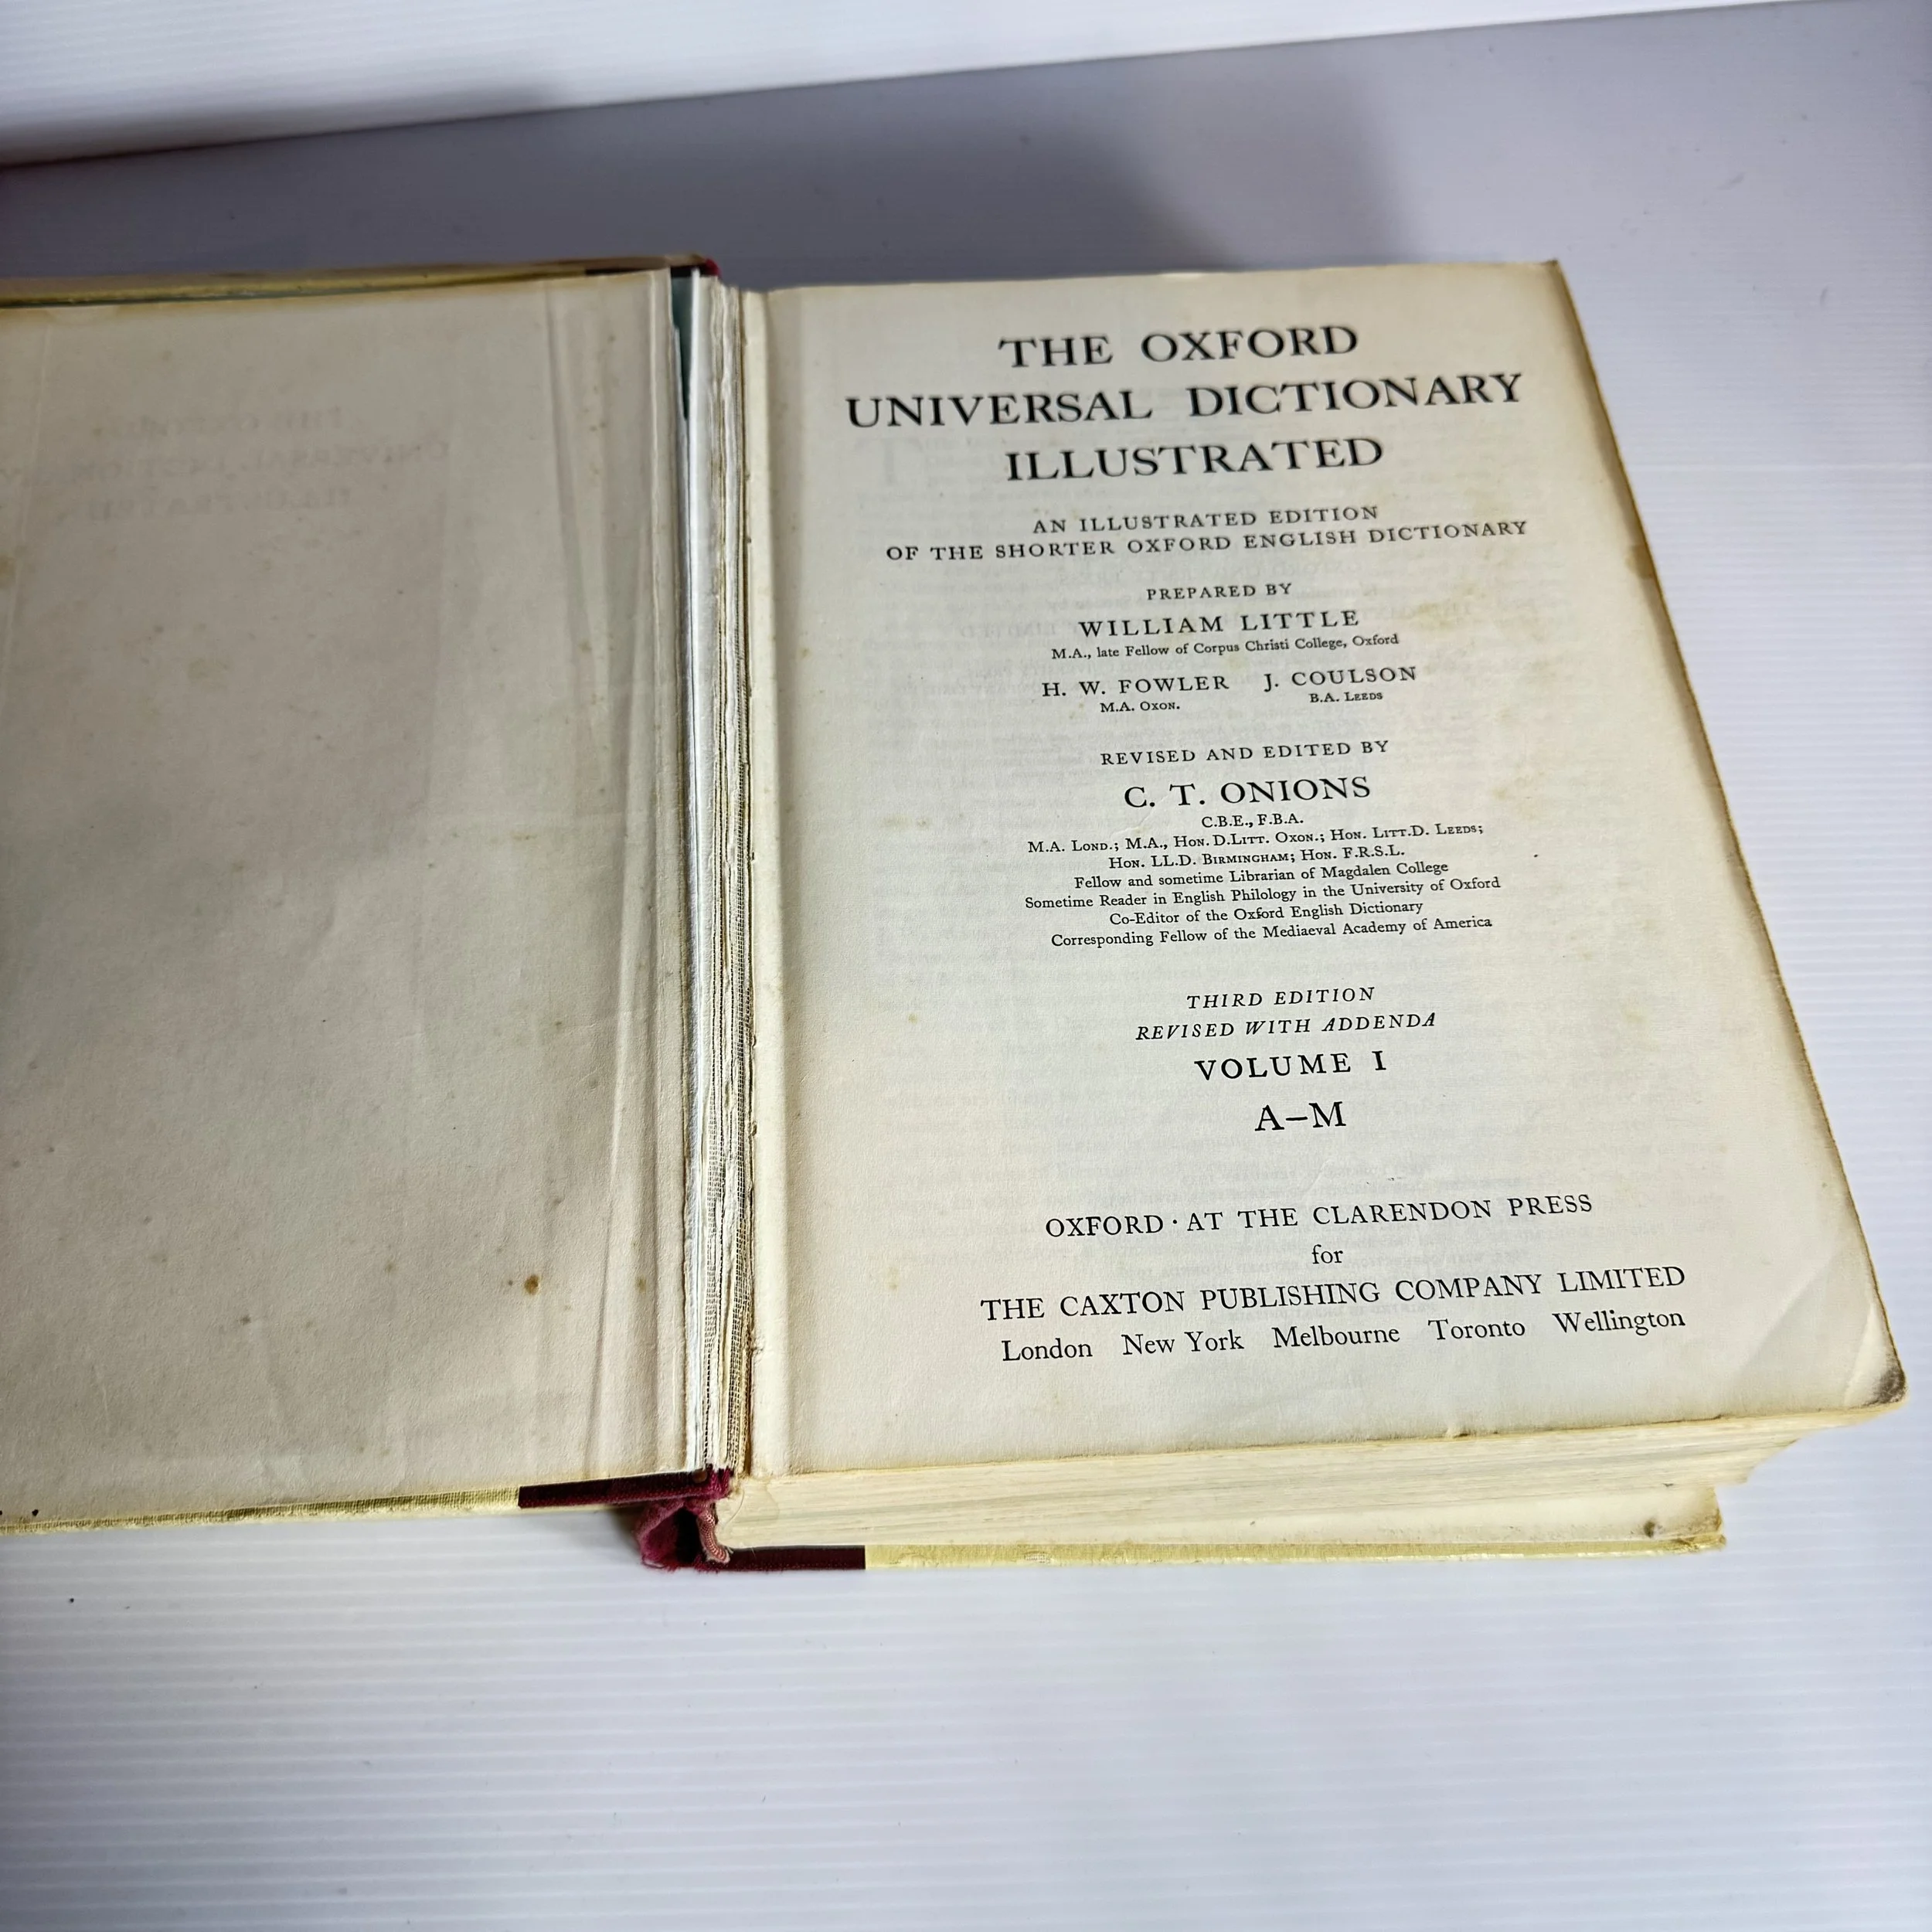 THE OXFORD
UNIVERSAL DICTIONARY
ILLUSTRATED
AN ILLUSTRATED EDITION
OF THE SHORTER OXFORD ENGLISH DICTIONARY
PREPARED BY
WILLIAM LITTLE
M.A., late Fellow of Corpus Christi College, Oxford
H. W. FOWLER J. COULSON
M.A. OXON. B.A. LEEDS
REVISED AND EDITED BY
C. T. ONIONS
C.B.E., F.B.A.
M.A. LOND.; M.A., HON. D.LITT. OXON.; HON. LITT.D. LEEDS;
HON. LL.D. BIRMINGHAM; HON. F.R.S.L.
Fellow and sometime Librarian of Magdalen College
Sometime Reader in English Philology in the University of Oxford
Co-Editor of the Oxford English Dictionary
Corresponding Fellow of the Mediaeval Academy of America
THIRD EDITION
REVISED WITH ADDENDA
VOLUME I
A–M
OXFORD · AT THE CLARENDON PRESS
for
THE CAXTON PUBLISHING COMPANY LIMITED
London New York Melbourne Toronto Wellington